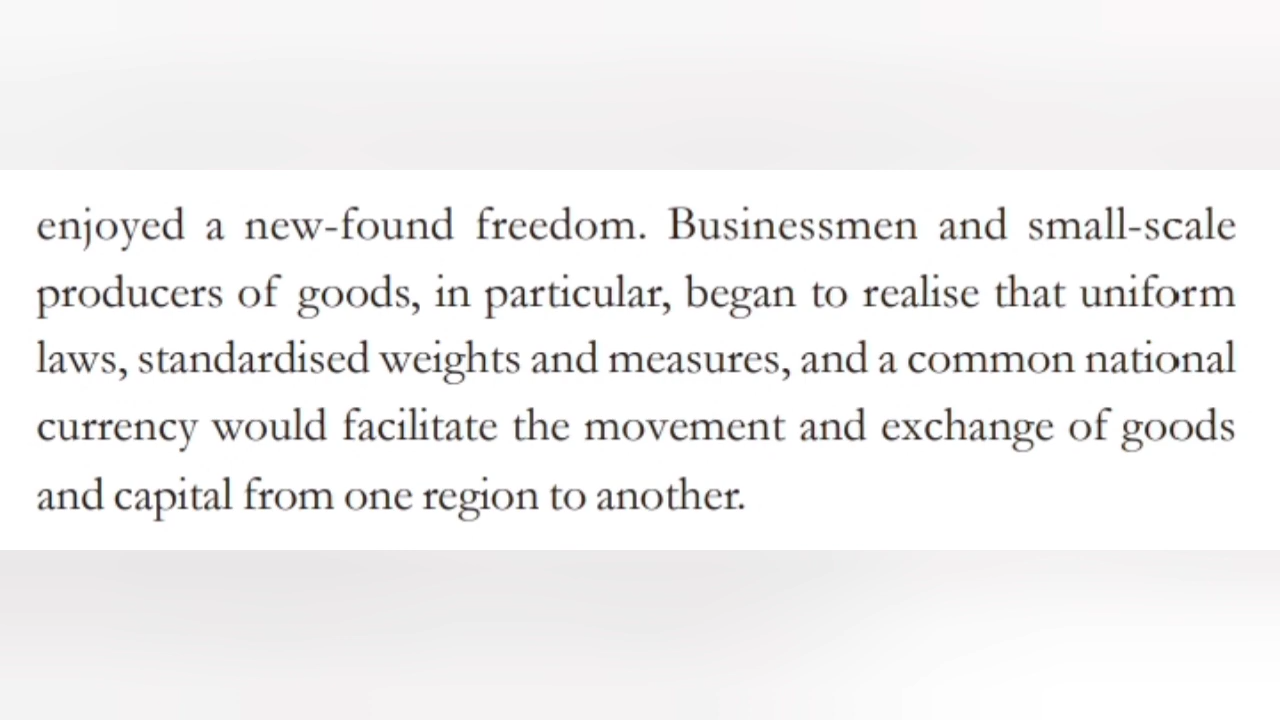 enjoyed a new-found freedom. Businessmen and small-scale
producers of goods, in particular, began to realise that uniform
laws, standardised weights and measures, and a common national
currency would facilitate the movement and exchange of goods
and capital from one region to another.